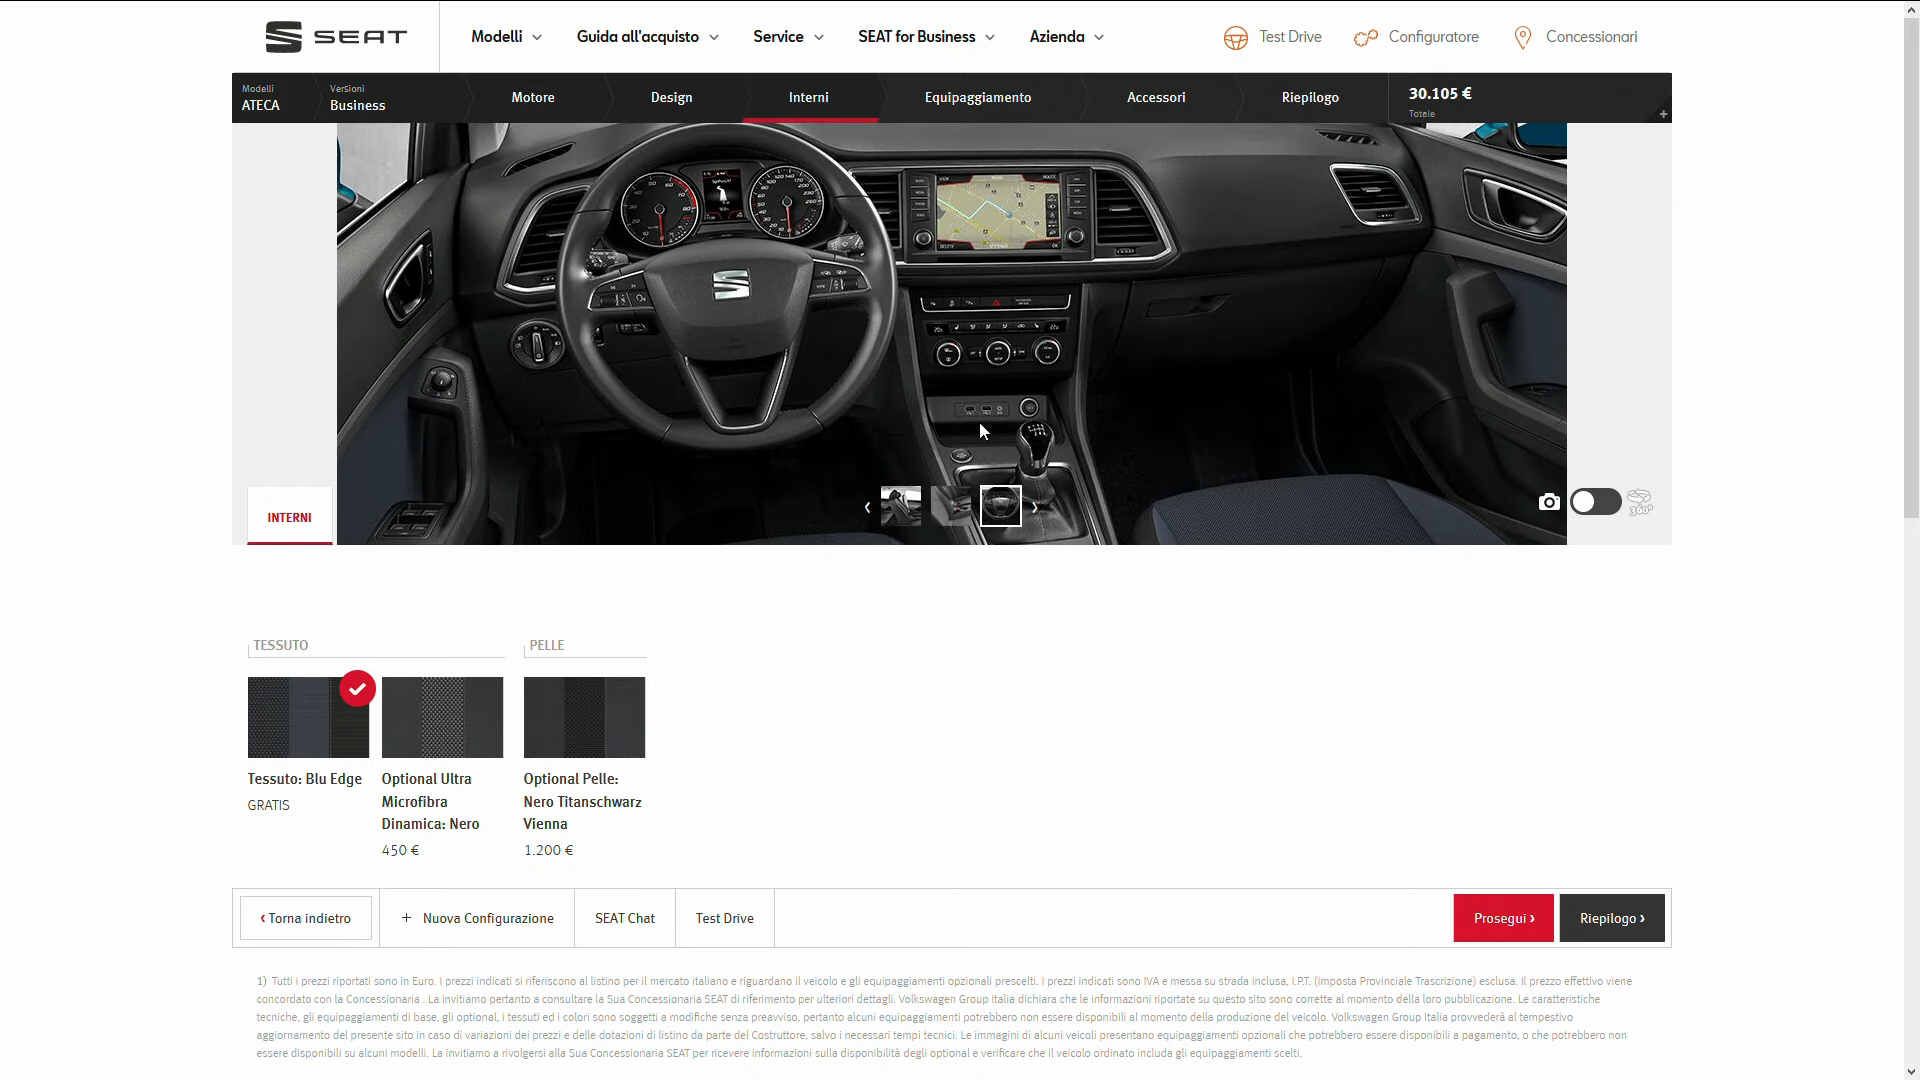 SEAT
Modelli
Guida all'acquisto
Service
SEAT for Business
Azienda
Test Drive
Configuratore
Concessionari
Modelli
ATECA
Versioni
Business
Motore
Design
Interni
Equipaggiamento
Accessori
Riepilogo
30.105 €
Totale
+
INTERNI
360°
TESSUTO
PELLE
Tessuto: Blu Edge
GRATIS
Optional Ultra
Microfibra
Dinamica: Nero
450 €
Optional Pelle:
Nero Titanschwarz
Vienna
1.200 €
‹ Torna indietro
+ Nuova Configurazione
SEAT Chat
Test Drive
Prosegui ›
Riepilogo ›
1) Tutti i prezzi riportati sono in Euro. I prezzi indicati si riferiscono al listino per il mercato italiano e riguardano il veicolo e gli equipaggiamenti opzionali prescelti. I prezzi indicati sono IVA e messa su strada inclusa, I.P.T. (Imposta Provinciale Trascrizione) esclusa. Il prezzo effettivo viene
concordato con la Concessionaria . La invitiamo pertanto a consultare la Sua Concessionaria SEAT di riferimento per ulteriori dettagli. Volkswagen Group Italia dichiara che le informazioni riportate su questo sito sono corrette al momento della loro pubblicazione. Le caratteristiche
tecniche, gli equipaggiamenti di base, gli optional, i tessuti ed i colori sono soggetti a modifiche senza preavviso, pertanto alcuni equipaggiamenti potrebbero non essere disponibili al momento della produzione del veicolo. Volkswagen Group Italia provvederà al tempestivo
aggiornamento del presente sito in caso di variazioni dei prezzi e delle dotazioni di listino da parte del Costruttore, salvo i necessari tempi tecnici. Le immagini di alcuni veicoli presentano equipaggiamenti opzionali che potrebbero essere disponibili a pagamento, o che potrebbero non
essere disponibili su alcuni modelli. La invitiamo a rivolgersi alla Sua Concessionaria SEAT per ricevere informazioni sulla disponibilità degli optional e verificare che il veicolo ordinato includa gli equipaggiamenti scelti.